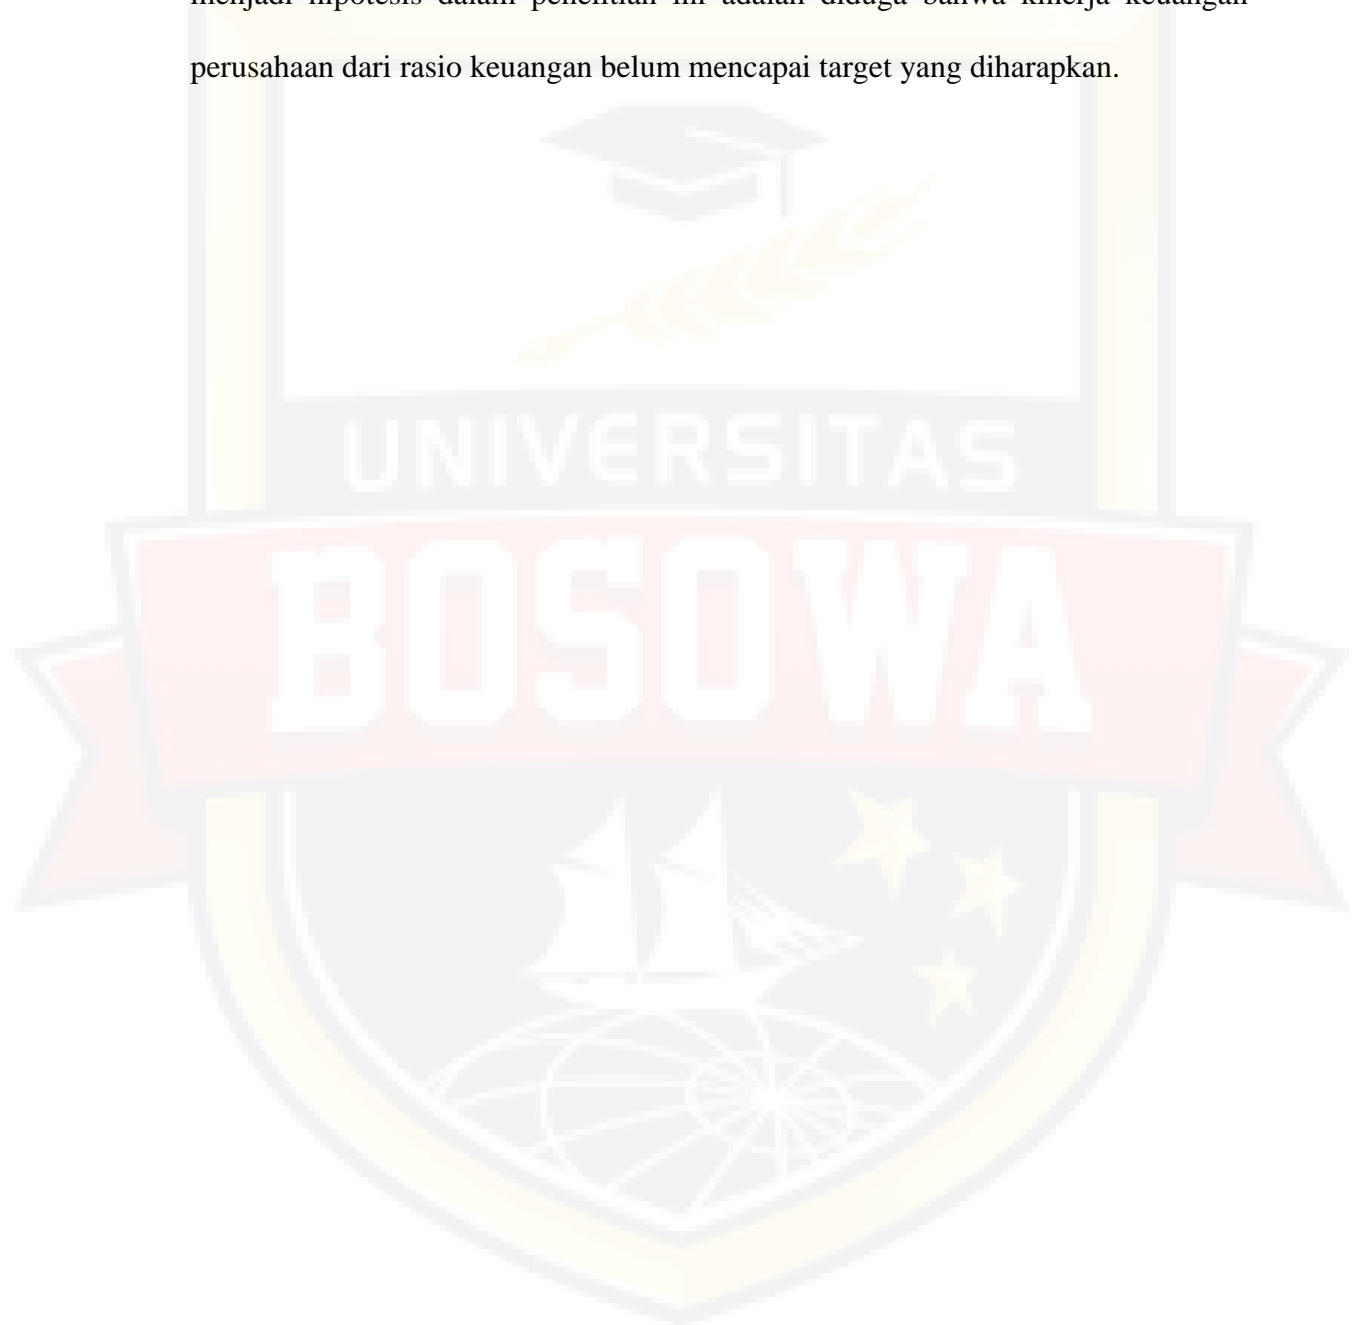 menjadi hipotesis dalam penelitian ini adalah diduga bahwa kinerja keuangan
perusahaan dari rasio keuangan belum mencapai target yang diharapkan.
UNIVERSITAS
BOSOWA